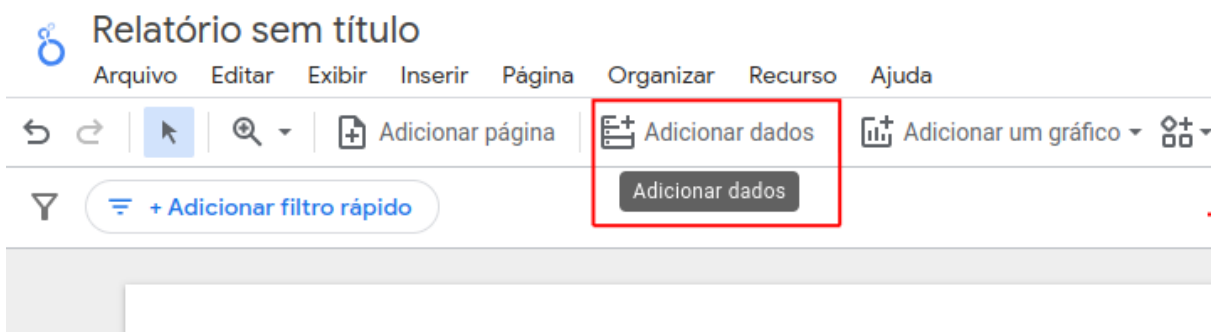 Relatório sem título
Arquivo Editar Exibir Inserir Página Organizar Recurso Ajuda
Adicionar página Adicionar dados Adicionar um gráfico
+ Adicionar filtro rápido Adicionar dados